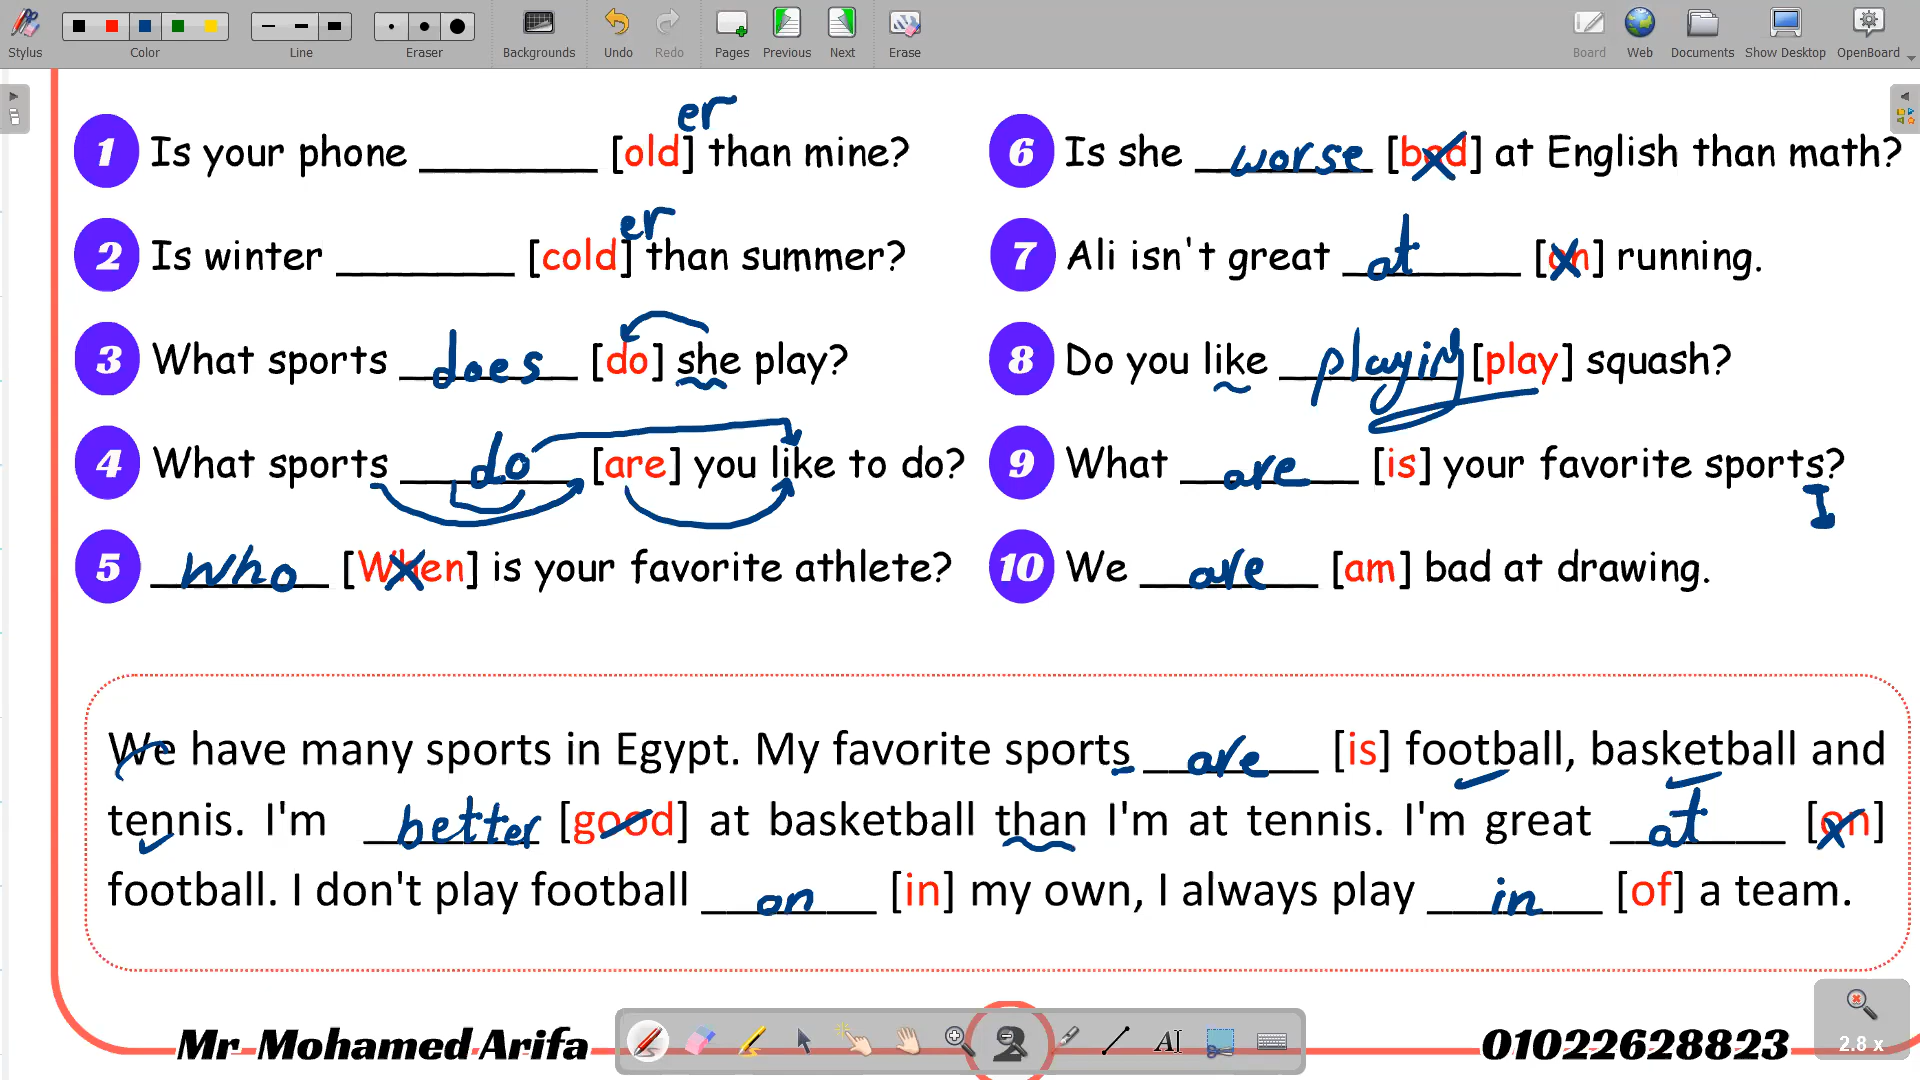 Stylus Color Line Eraser Backgrounds Undo Redo Pages Previous Next Erase Board Web Documents Show Desktop OpenBoard
er
1 Is your phone ________ [old] than mine?
er
2 Is winter ________ [cold] than summer?
3 What sports does [do] she play?
4 What sports do [are] you like to do?
5 who [When] is your favorite athlete?
6 Is she worse [bad] at English than math?
7 Ali isn't great at [on] running.
8 Do you like playing [play] squash?
9 What are [is] your favorite sports?
10 We are [am] bad at drawing.
We have many sports in Egypt. My favorite sports are [is] football, basketball and
tennis. I'm better [good] at basketball than I'm at tennis. I'm great at [on]
football. I don't play football on [in] my own, I always play in [of] a team.
Mr Mohamed Arifa
01022628823
2.8 x